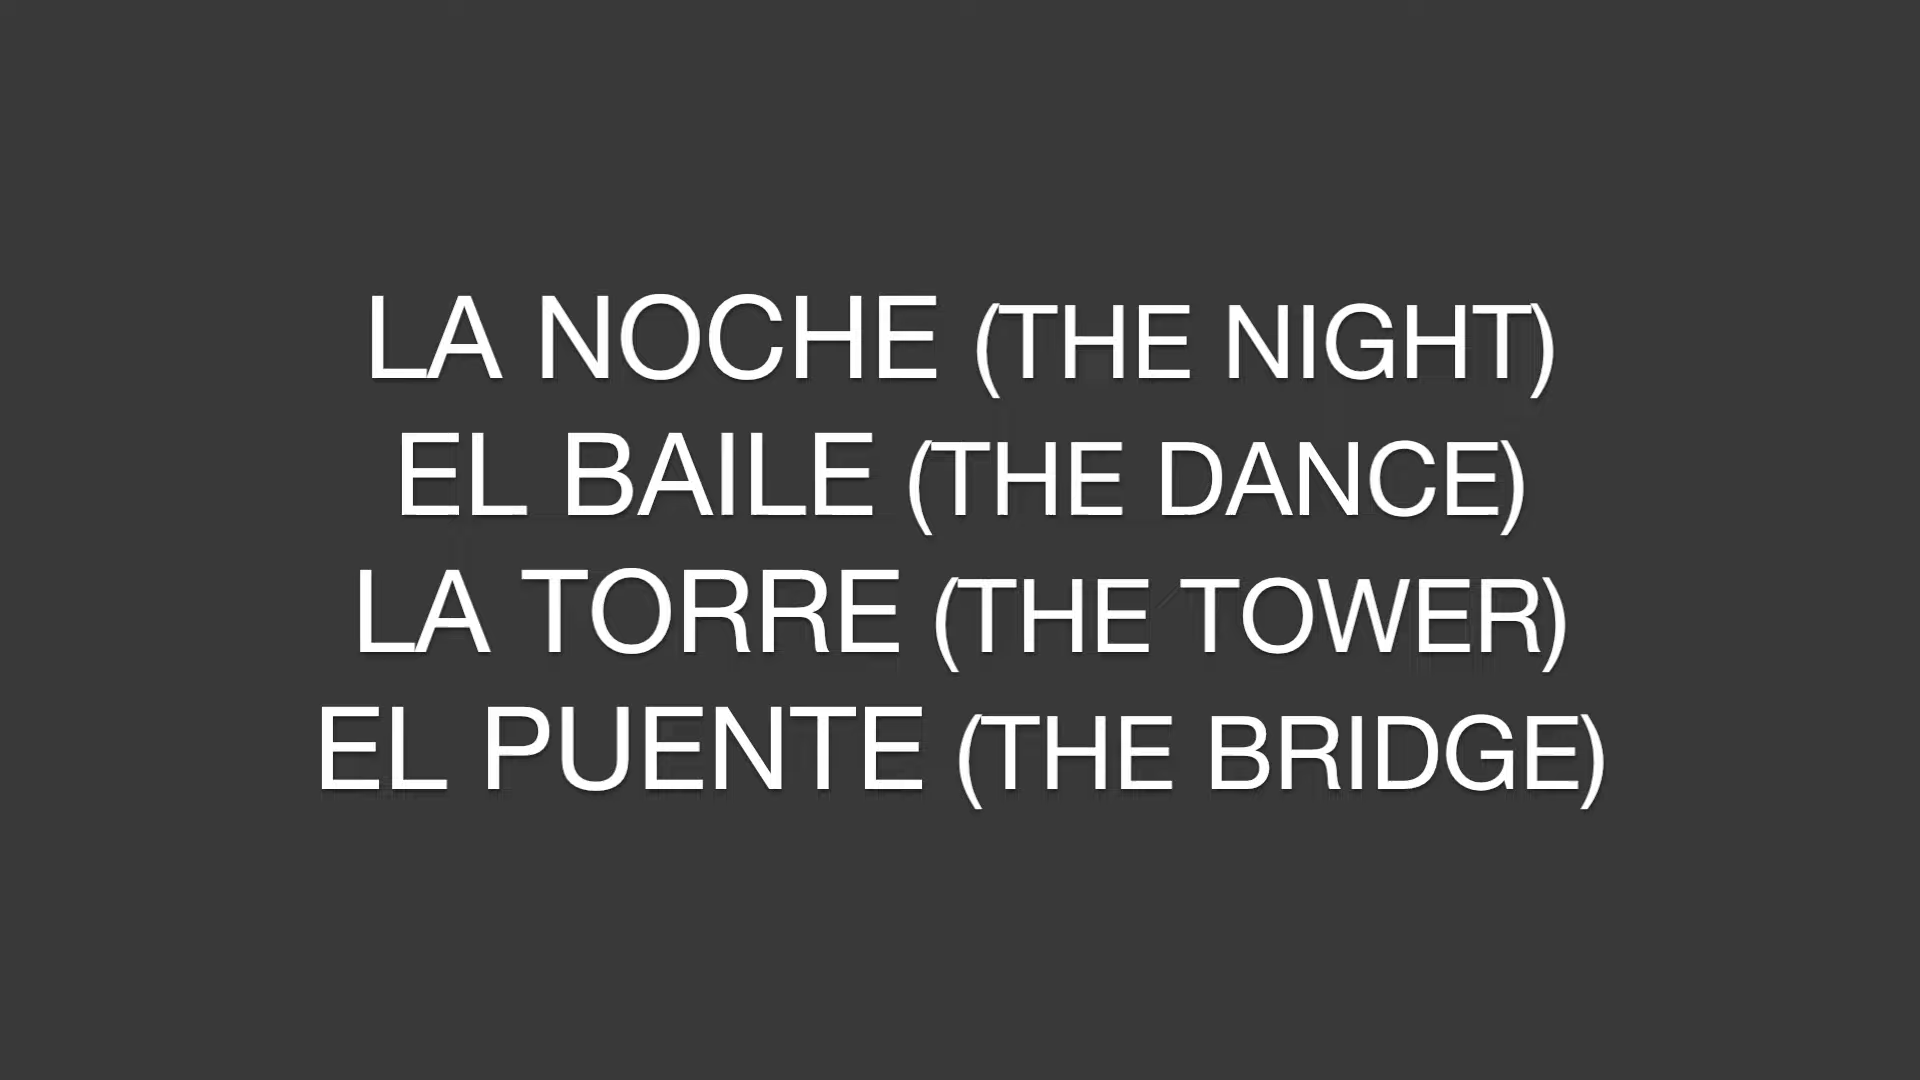 LA NOCHE (THE NIGHT)
EL BAILE (THE DANCE)
LA TORRE (THE TOWER)
EL PUENTE (THE BRIDGE)